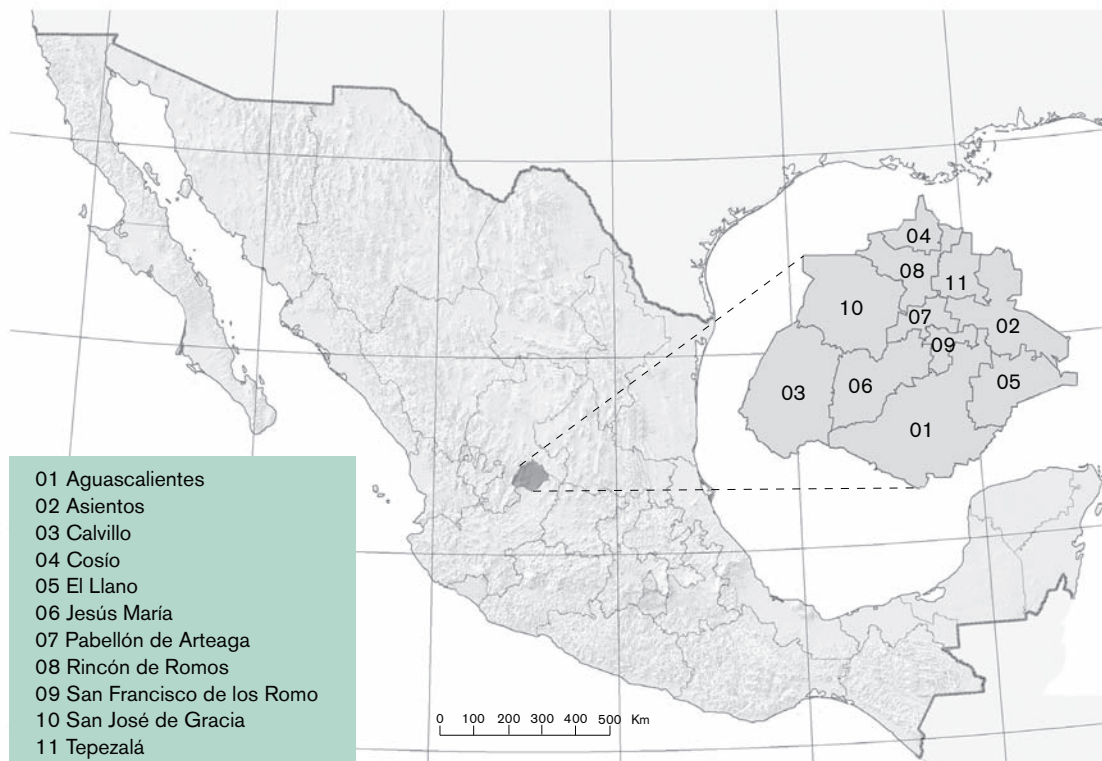 04
08
11
10
07
02
09
06
05
03
01
01 Aguascalientes
02 Asientos
03 Calvillo
04 Cosío
05 El Llano
06 Jesús María
07 Pabellón de Arteaga
08 Rincón de Romos
09 San Francisco de los Romo
10 San José de Gracia
11 Tepezalá
0 100 200 300 400 500 Km